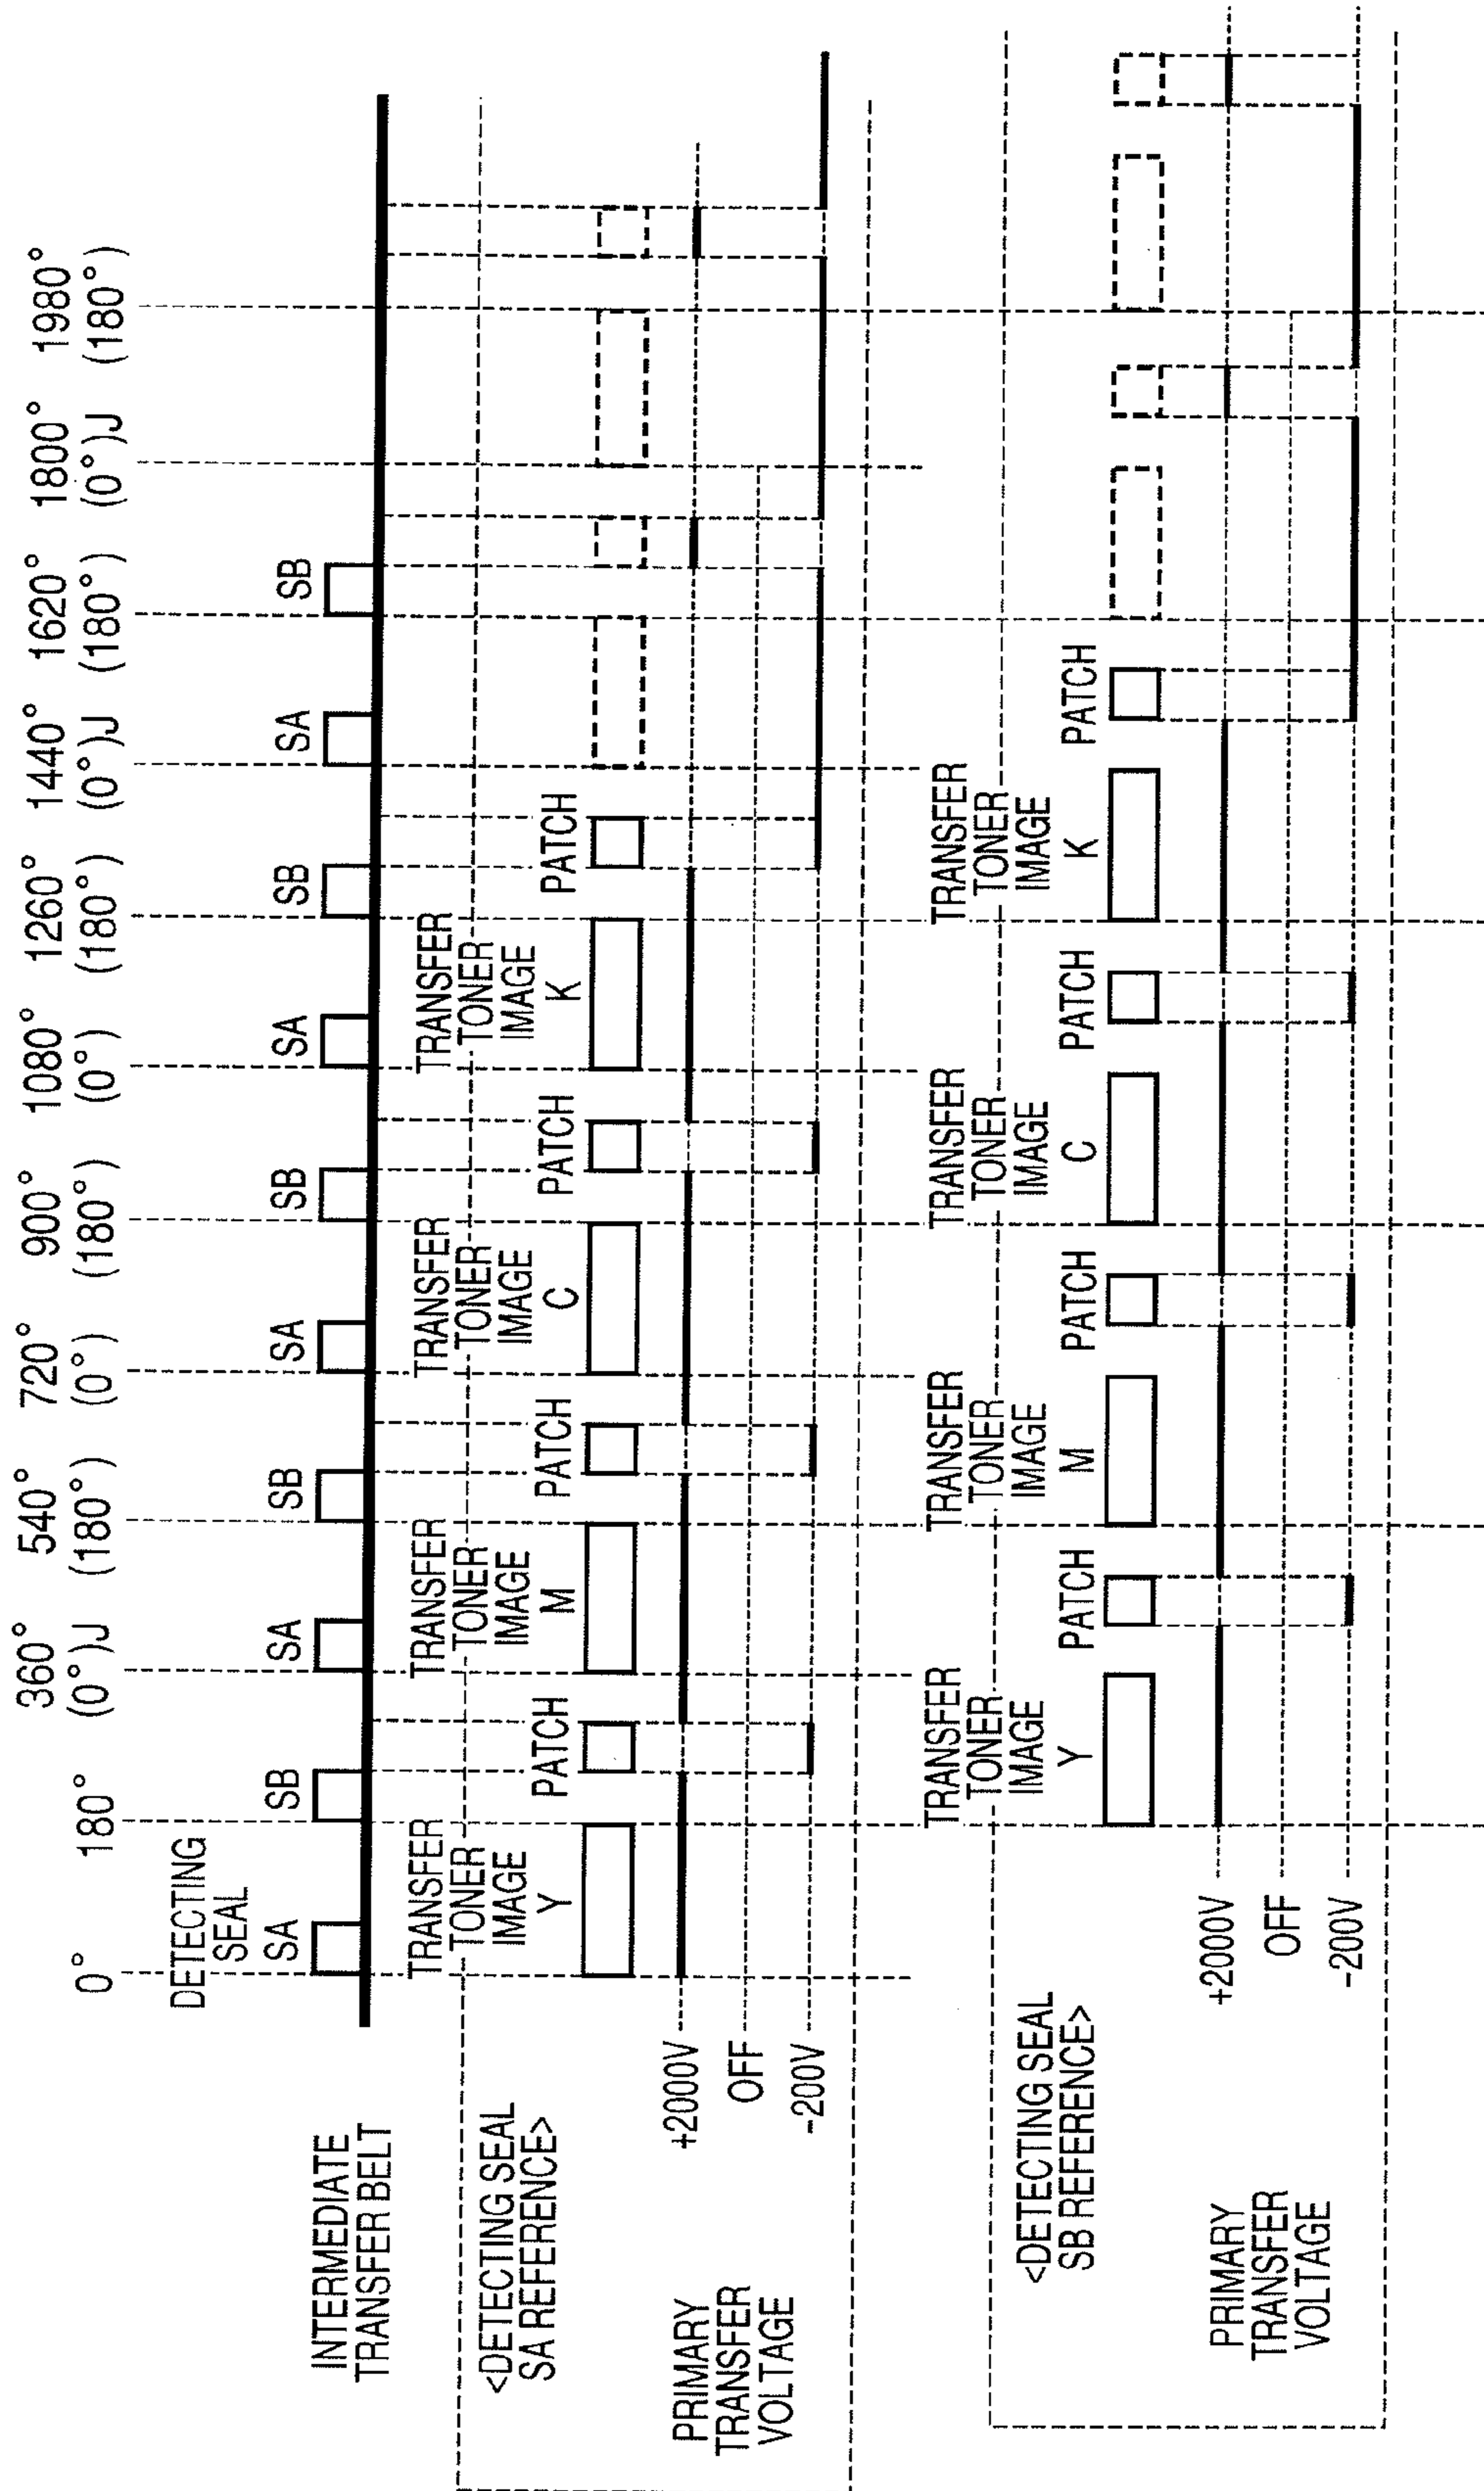 0°
180°
360°
(0°)J
540°
(180°)
720°
(0°)
900°
(180°)
1080°
(0°)
1260°
(180°)
1440°
(0°)J
1620°
(180°)
1800°
(0°)J
1980°
(180°)
DETECTING
SEAL
SA
SB
SA
SB
SA
SB
SA
SB
SA
SB
INTERMEDIATE
TRANSFER BELT
<DETECTING SEAL
SA REFERENCE>
TRANSFER
TONER
IMAGE
Y
PATCH
TRANSFER
TONER
IMAGE
M
PATCH
TRANSFER
TONER
IMAGE
C
PATCH
TRANSFER
TONER
IMAGE
K
PATCH
PRIMARY
TRANSFER
VOLTAGE
+2000V
OFF
-200V
<DETECTING SEAL
SB REFERENCE>
TRANSFER
TONER
IMAGE
Y
PATCH
TRANSFER
TONER
IMAGE
M
PATCH
TRANSFER
TONER
IMAGE
C
PATCH
TRANSFER
TONER
IMAGE
K
PATCH
PRIMARY
TRANSFER
VOLTAGE
+2000V
OFF
-200V